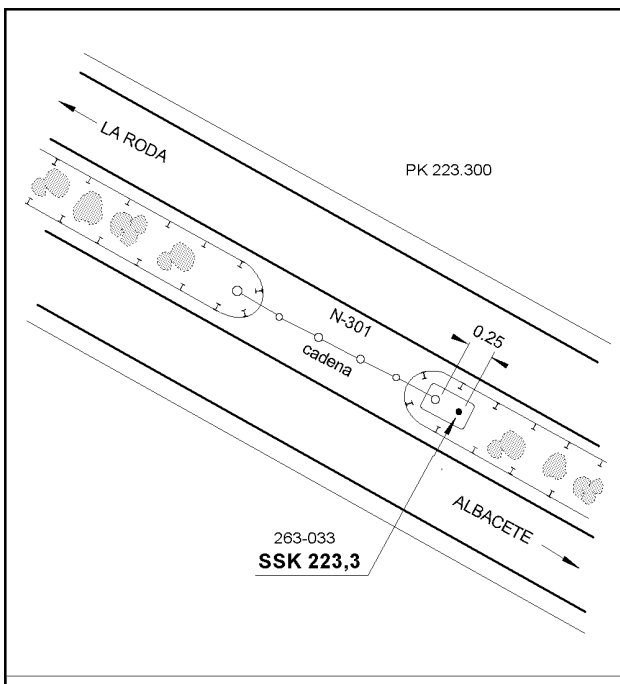 LA RODA
PK 223.300
N-301
cadena
0.25
ALBACETE
263-033
SSK 223,3